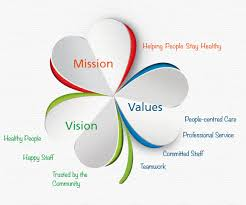 Helping People Stay Healthy
Mission
Values
People-centred Care
Vision
Professional Service
Healthy People
Committed Staff
Happy Staff
Teamwork
Trusted by the
Community